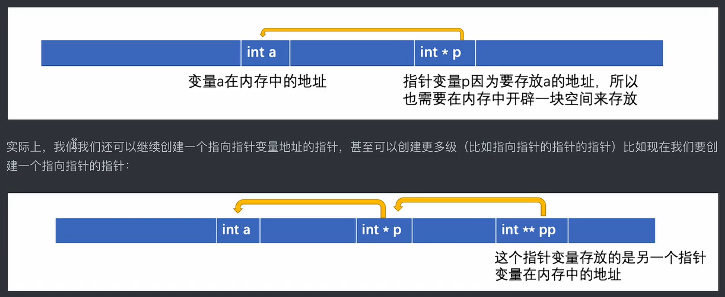 int a
int * p
变量a在内存中的地址
指针变量p因为要存放a的地址，所以
也需要在内存中开辟一块空间来存放
实际上，我们我们还可以继续创建一个指向指针变量地址的指针，甚至可以创建更多级（比如指向指针的指针的指针）比如现在我们要创
建一个指向指针的指针：
int a
int * p
int ** pp
这个指针变量存放的是另一个指针
变量在内存中的地址